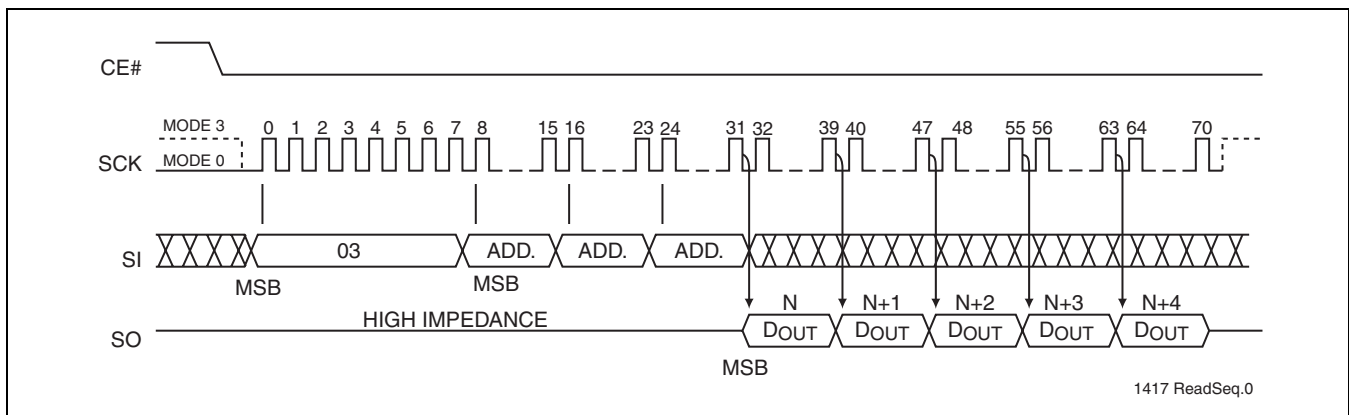 CE#
MODE 3 0 1 2 3 4 5 6 7 8 15 16 23 24 31 32 39 40 47 48 55 56 63 64 70
SCK MODE 0
SI 03 ADD. ADD. ADD.
MSB MSB
HIGH IMPEDANCE N N+1 N+2 N+3 N+4
SO DOUT DOUT DOUT DOUT DOUT
MSB
1417 ReadSeq.0